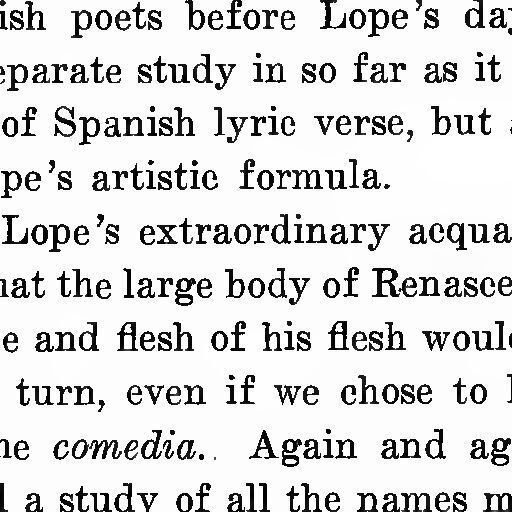 ish poets before Lope's day
eparate study in so far as it
of Spanish lyric verse, but
pe's artistic formula.
Lope's extraordinary acqua
hat the large body of Renasce
e and flesh of his flesh would
turn, even if we chose to
he comedia. Again and ag
a study of all the names m